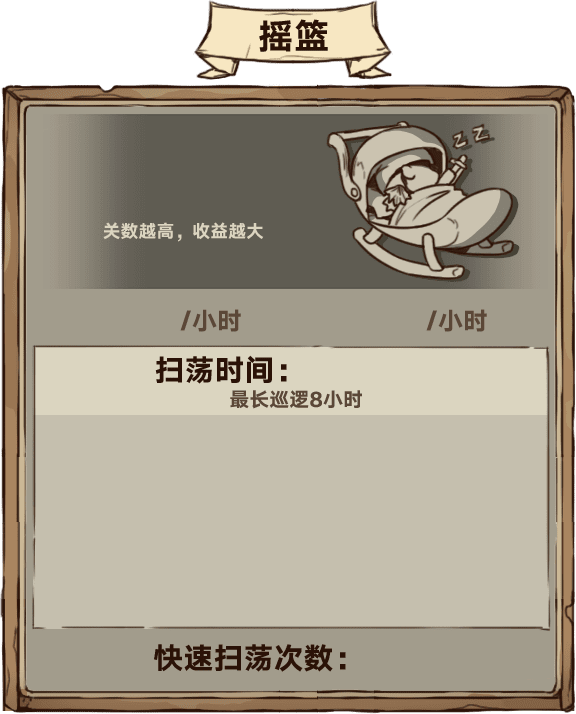 摇篮
Z Z
关数越高，收益越大
/小时 /小时
扫荡时间：
最长巡逻8小时
快速扫荡次数：